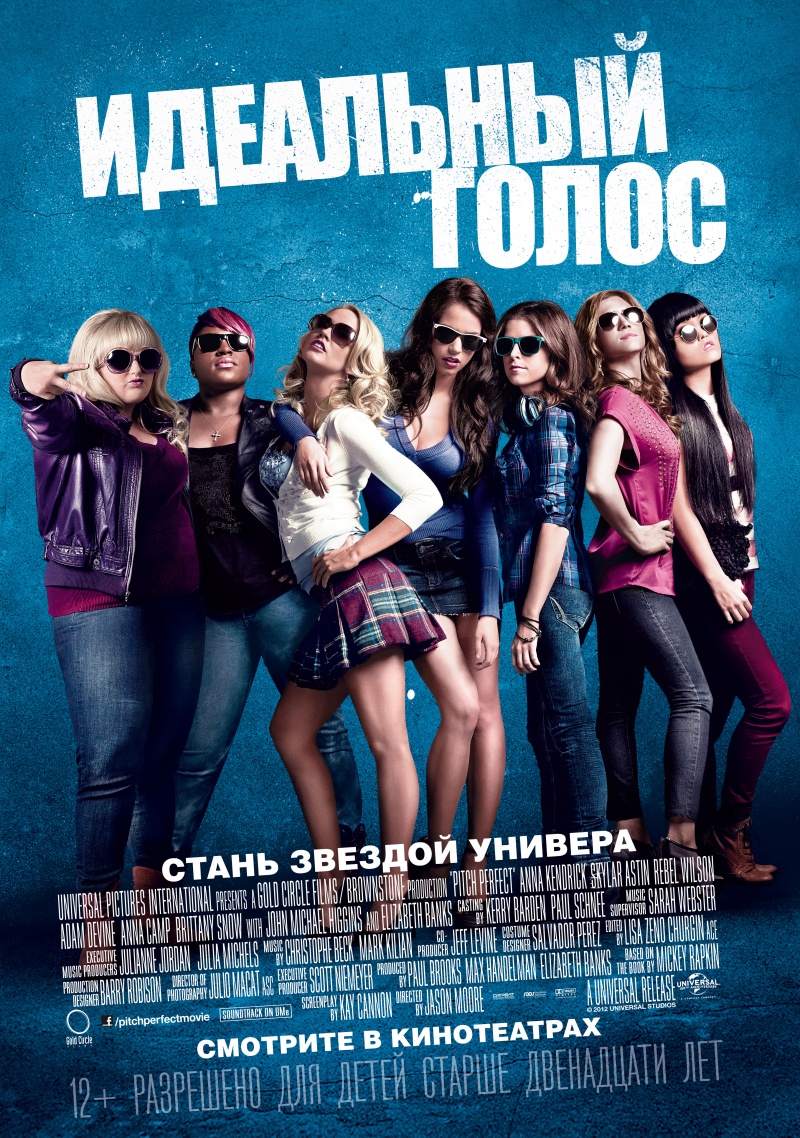 ИДЕАЛЬНЫЙ
ГОЛОС
СТАНЬ ЗВЕЗДОЙ УНИВЕРА
UNIVERSAL PICTURES INTERNATIONAL PRESENTS A GOLD CIRCLE FILMS / BROWNSTONE PRODUCTION "PITCH PERFECT" ANNA KENDRICK SKYLAR ASTIN REBEL WILSON
ADAM DEVINE ANNA CAMP BRITTANY SNOW WITH JOHN MICHAEL HIGGINS AND ELIZABETH BANKS CASTING BY KERRY BARDEN PAUL SCHNEE MUSIC SUPERVISOR SARAH WEBSTER
EXECUTIVE MUSIC PRODUCERS JULIANNE JORDAN JULIA MICHELS MUSIC BY CHRISTOPHE BECK MARK KILIAN CO-PRODUCER JEFF LEVINE COSTUME DESIGNER SALVADOR PEREZ EDITED BY LISA ZENO CHURGIN ACE
PRODUCTION DESIGNER BARRY ROBISON DIRECTOR OF PHOTOGRAPHY JULIO MACAT ASC EXECUTIVE PRODUCER SCOTT NIEMEYER PRODUCED BY PAUL BROOKS MAX HANDELMAN ELIZABETH BANKS BASED ON THE BOOK BY MICKEY RAPKIN
SCREENPLAY BY KAY CANNON DIRECTED BY JASON MOORE A UNIVERSAL RELEASE UNIVERSAL
© 2012 UNIVERSAL STUDIOS
Gold Circle
f /pitchperfectmovie SOUNDTRACK ON UMe
СМОТРИТЕ В КИНОТЕАТРАХ
12+ РАЗРЕШЕНО ДЛЯ ДЕТЕЙ СТАРШЕ ДВЕНАДЦАТИ ЛЕТ